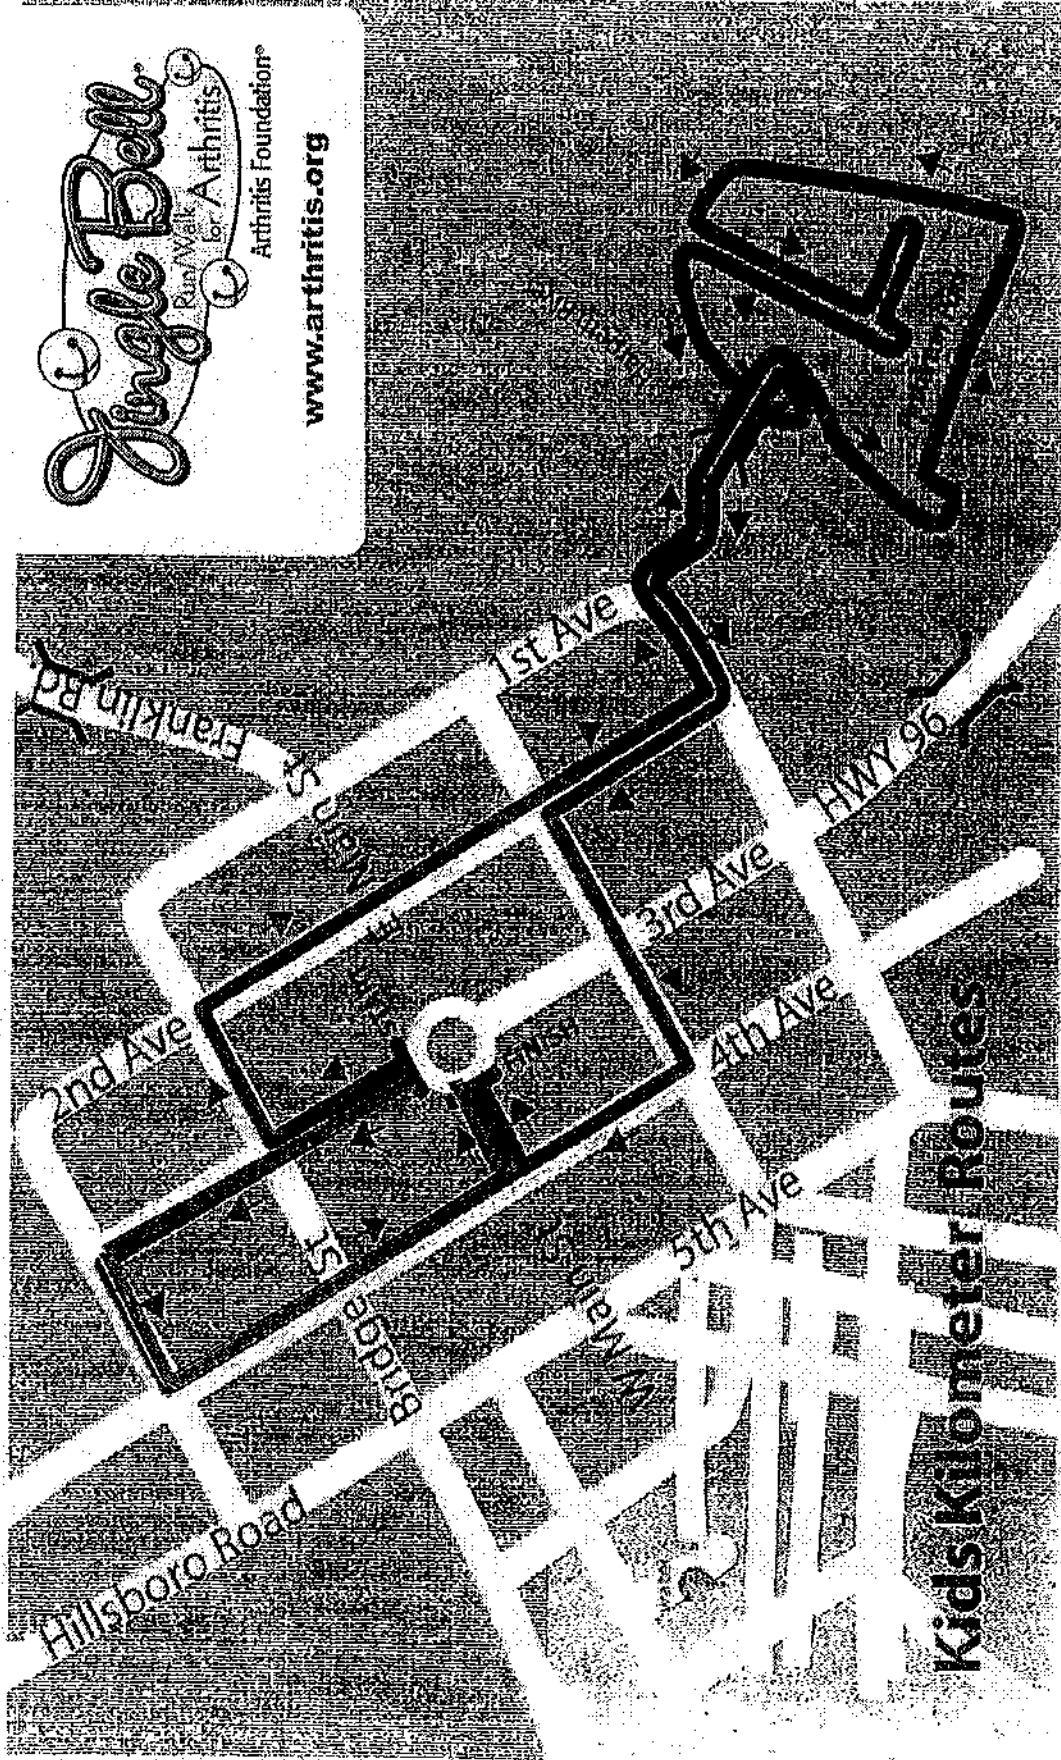 Jingle Bell®
Run/Walk
for Arthritis
Arthritis Foundation®
www.arthritis.org
Franklin Rd
1st Ave
E Main St
HWY 96
2nd Ave
3rd Ave
FINISH
4th Ave
Bridge St
5th Ave
W Main St
Hillsboro Road
Kids Kilometer Routes